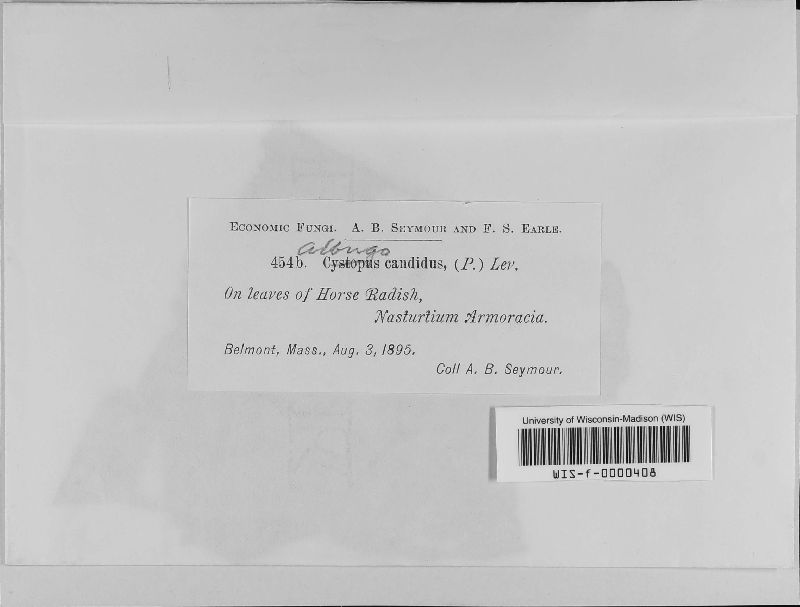 ECONOMIC FUNGI. A. B. SEYMOUR AND F. S. EARLE.
Albugo
454b. Cystopus candidus, (P.) Lev.
On leaves of Horse Radish,
Nasturtium Armoracia.
Belmont, Mass., Aug. 3, 1895.
Coll A. B. Seymour.
University of Wisconsin-Madison (WIS)
WIS-f-0000408